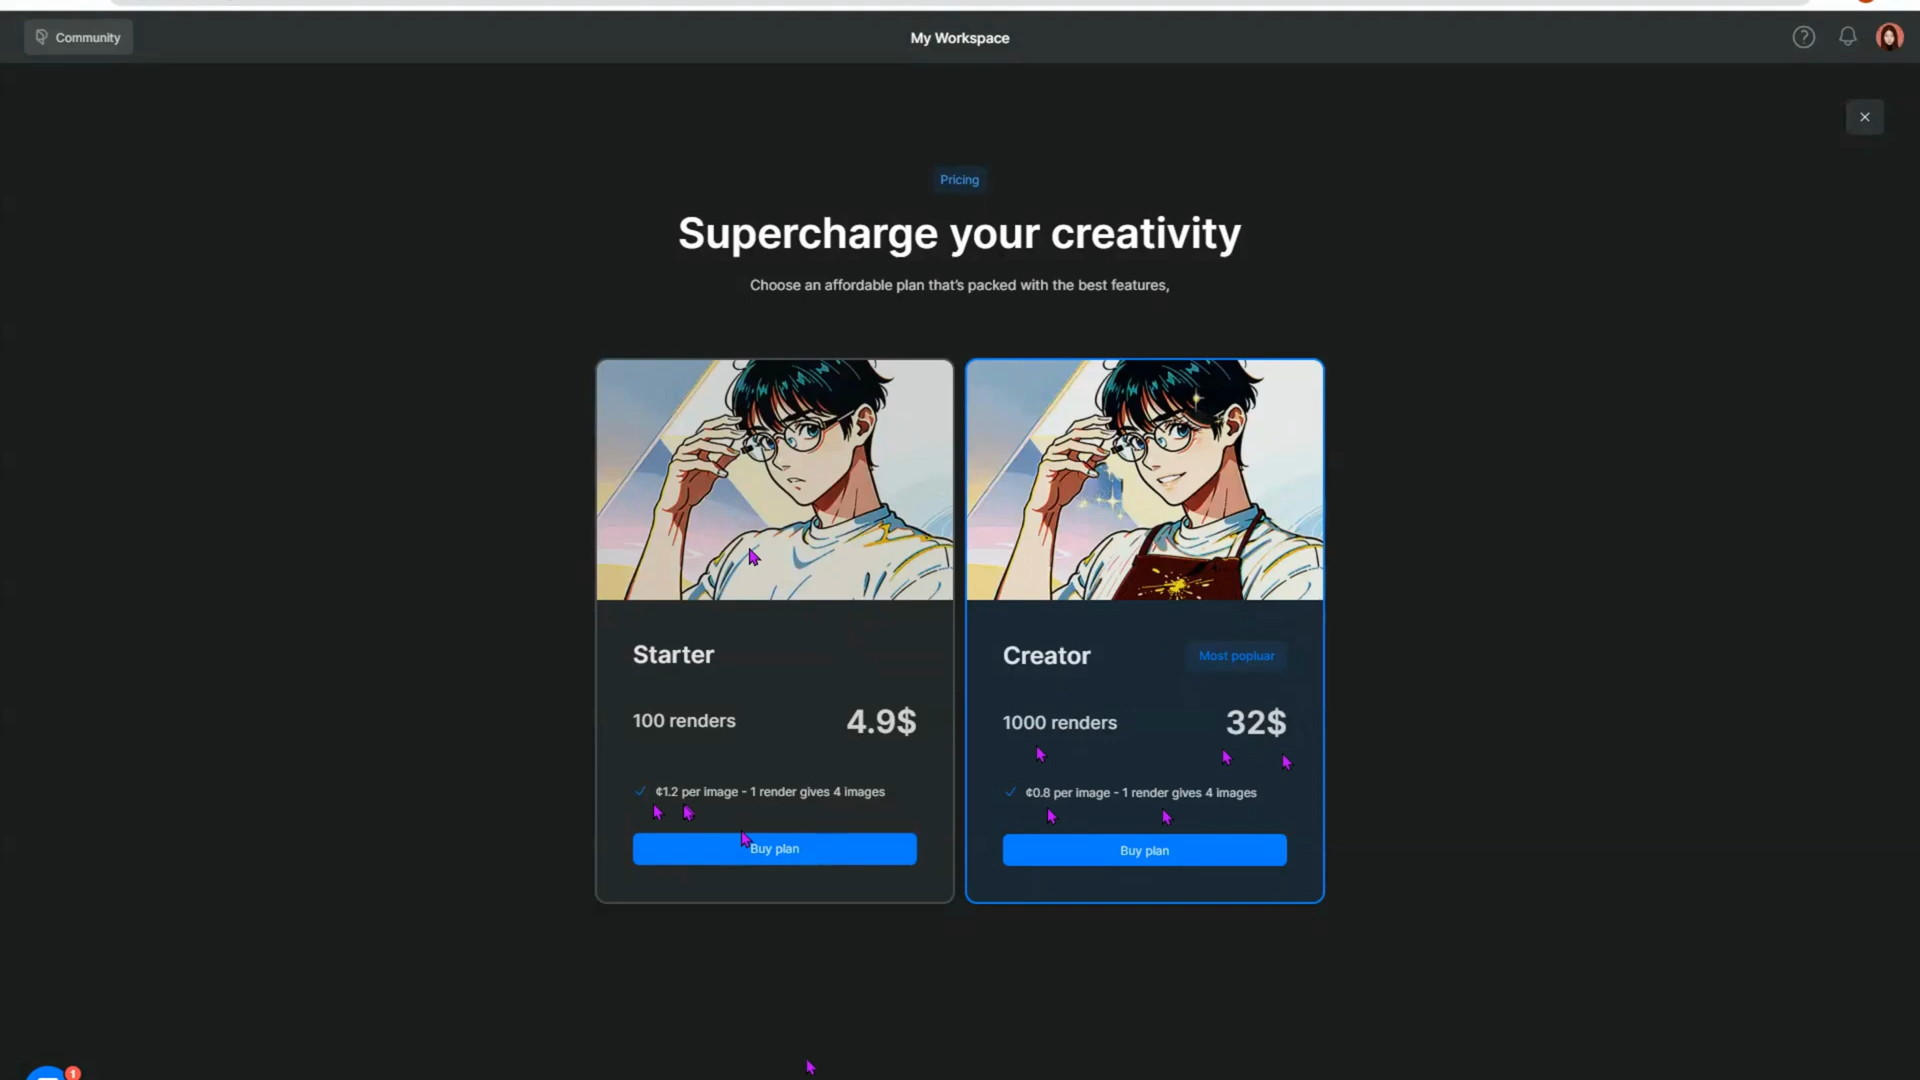 Community
My Workspace
Pricing
Supercharge your creativity
Choose an affordable plan that's packed with the best features,
Starter
100 renders
4.9$
¢1.2 per image - 1 render gives 4 images
Buy plan
Creator
Most popluar
1000 renders
32$
¢0.8 per image - 1 render gives 4 images
Buy plan
1